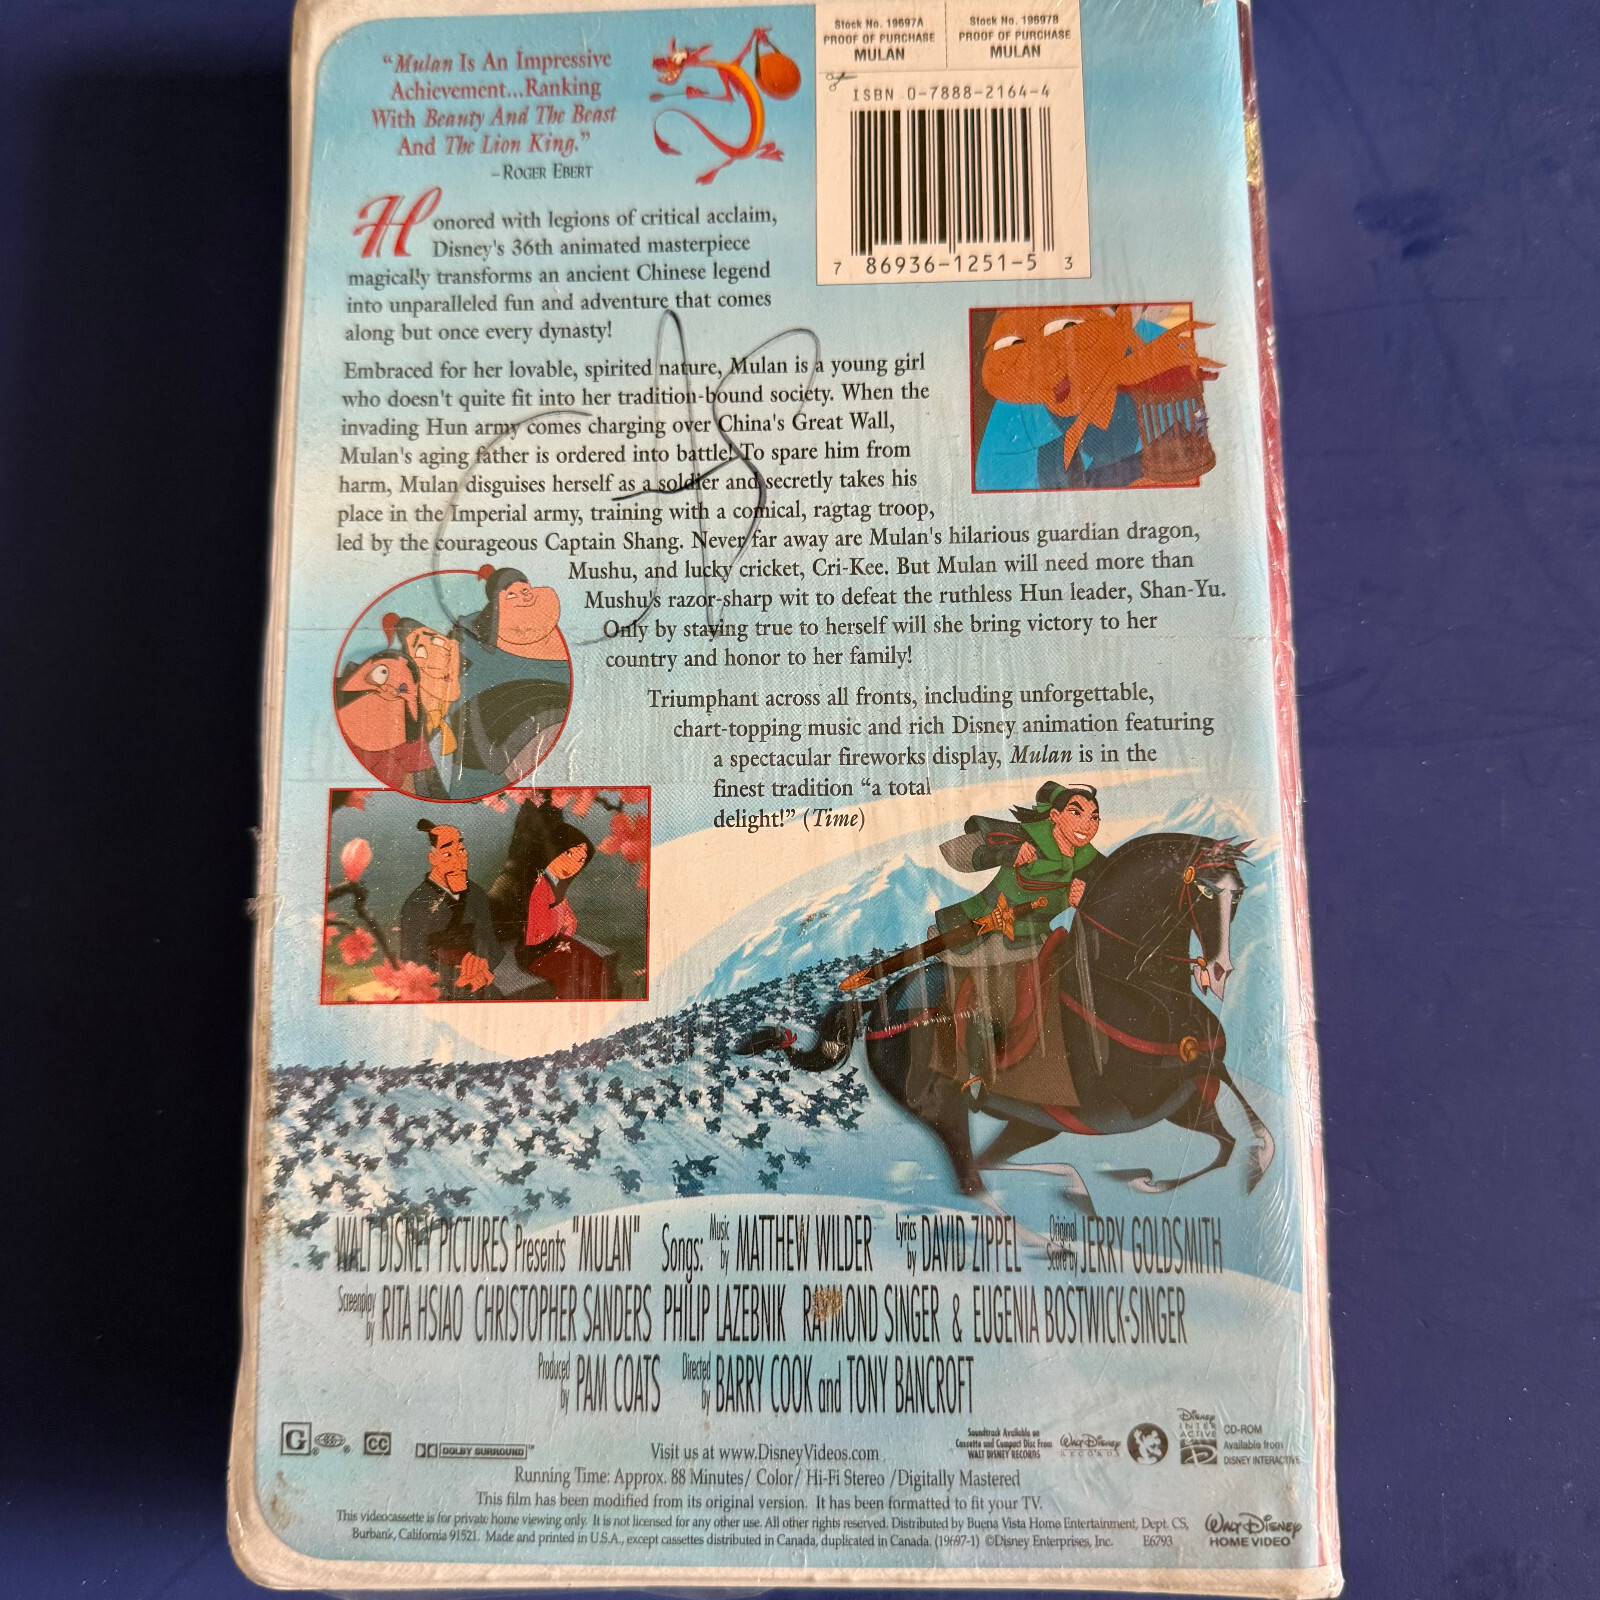 "Mulan Is An Impressive
Achievement...Ranking
With Beauty And The Beast
And The Lion King."
–Roger Ebert
Stock No. 19697A
PROOF OF PURCHASE
MULAN
Stock No. 19697B
PROOF OF PURCHASE
MULAN
ISBN 0-7888-2164-4
7 86936-1251-5 3
Honored with legions of critical acclaim,
Disney's 36th animated masterpiece
magically transforms an ancient Chinese legend
into unparalleled fun and adventure that comes
along but once every dynasty!
Embraced for her lovable, spirited nature, Mulan is a young girl
who doesn't quite fit into her tradition-bound society. When the
invading Hun army comes charging over China's Great Wall,
Mulan's aging father is ordered into battle! To spare him from
harm, Mulan disguises herself as a soldier and secretly takes his
place in the Imperial army, training with a comical, ragtag troop,
led by the courageous Captain Shang. Never far away are Mulan's hilarious guardian dragon,
Mushu, and lucky cricket, Cri-Kee. But Mulan will need more than
Mushu's razor-sharp wit to defeat the ruthless Hun leader, Shan-Yu.
Only by staying true to herself will she bring victory to her
country and honor to her family!
Triumphant across all fronts, including unforgettable,
chart-topping music and rich Disney animation featuring
a spectacular fireworks display, Mulan is in the
finest tradition "a total
delight!" (Time)
WALT DISNEY PICTURES Presents "MULAN" Songs: Music by MATTHEW WILDER Lyrics by DAVID ZIPPEL Original Score by JERRY GOLDSMITH
Screenplay by RITA HSIAO CHRISTOPHER SANDERS PHILIP LAZEBNIK RAYMOND SINGER & EUGENIA BOSTWICK-SINGER
Produced by PAM COATS Directed by BARRY COOK and TONY BANCROFT
G
CC
DOLBY SURROUND
Visit us at www.DisneyVideos.com
Soundtrack Available on
Cassette and Compact Disc from
WALT DISNEY RECORDS
Walt Disney
RECORDS
Disney
INTER
ACTIVE
CD-ROM
Available from
DISNEY INTERACTIVE
Running Time: Approx. 88 Minutes/ Color/ Hi-Fi Stereo /Digitally Mastered
This film has been modified from its original version. It has been formatted to fit your TV.
This videocassette is for private home viewing only. It is not licensed for any other use. All other rights reserved. Distributed by Buena Vista Home Entertainment, Dept. CS,
Burbank, California 91521. Made and printed in U.S.A., except cassettes distributed in Canada, duplicated in Canada. (19697-1) ©Disney Enterprises, Inc. E6793
Walt Disney
HOME VIDEO